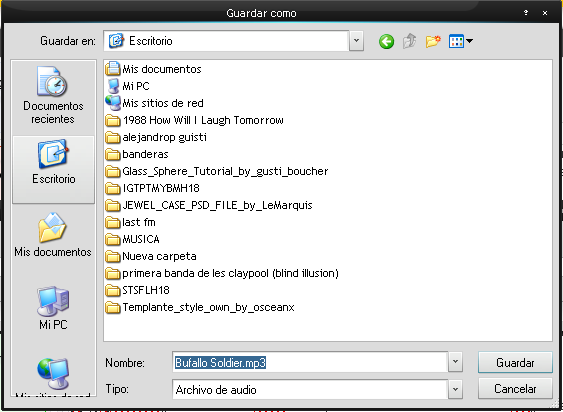 Guardar como
? ×
Guardar en:
Escritorio
Documentos
recientes
Escritorio
Mis documentos
Mi PC
Mis sitios de red
Mis documentos
Mi PC
Mis sitios de red
1988 How Will I Laugh Tomorrow
alejandrop guisti
banderas
Glass_Sphere_Tutorial_by_gusti_boucher
IGTPTMYBMH18
JEWEL_CASE_PSD_FILE_by_LeMarquis
last fm
MUSICA
Nueva carpeta
primera banda de les claypool (blind illusion)
STSFLH18
Templante_style_own_by_osceanx
Nombre:
Bufallo Soldier.mp3
Guardar
Tipo:
Archivo de audio
Cancelar